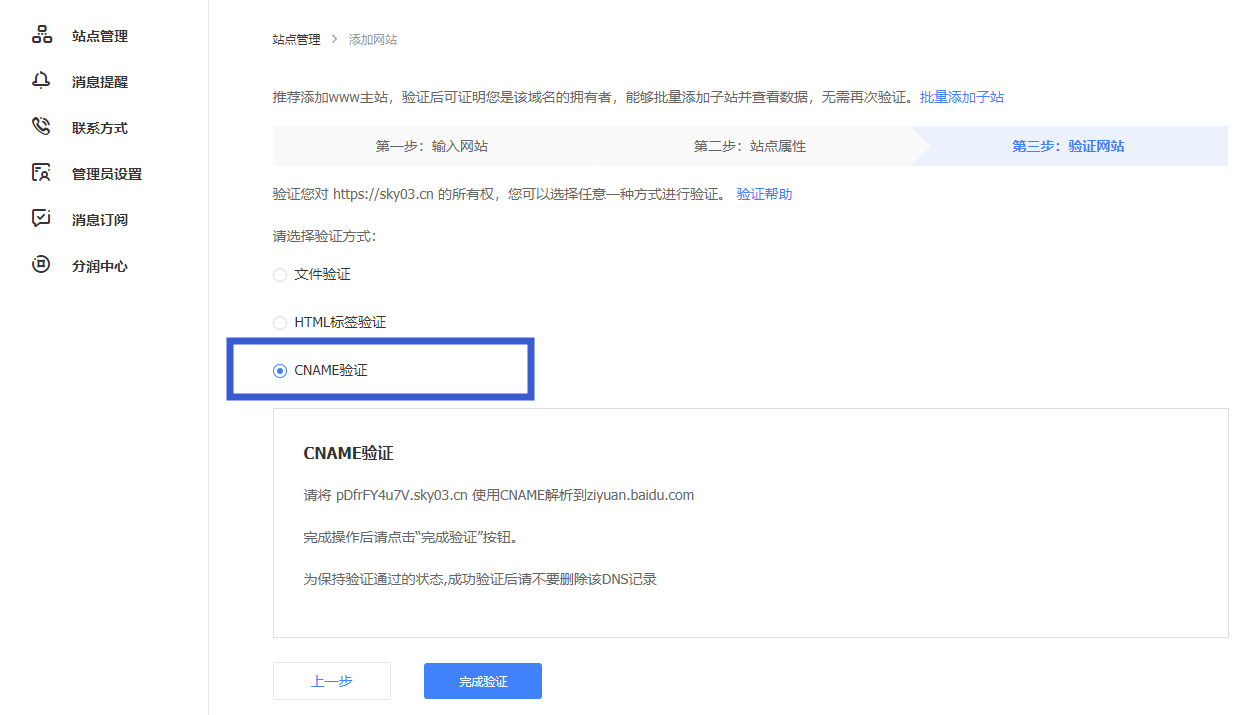 站点管理
消息提醒
联系方式
管理员设置
消息订阅
分润中心
站点管理 > 添加网站
推荐添加www主站，验证后可证明您是该域名的拥有者，能够批量添加子站并查看数据，无需再次验证。批量添加子站
第一步：输入网站 第二步：站点属性 第三步：验证网站
验证您对 https://sky03.cn 的所有权，您可以选择任意一种方式进行验证。 验证帮助
请选择验证方式：
文件验证
HTML标签验证
CNAME验证
CNAME验证
请将 pDfrFY4u7V.sky03.cn 使用CNAME解析到ziyuan.baidu.com
完成操作后请点击“完成验证”按钮。
为保持验证通过的状态,成功验证后请不要删除该DNS记录
上一步 完成验证